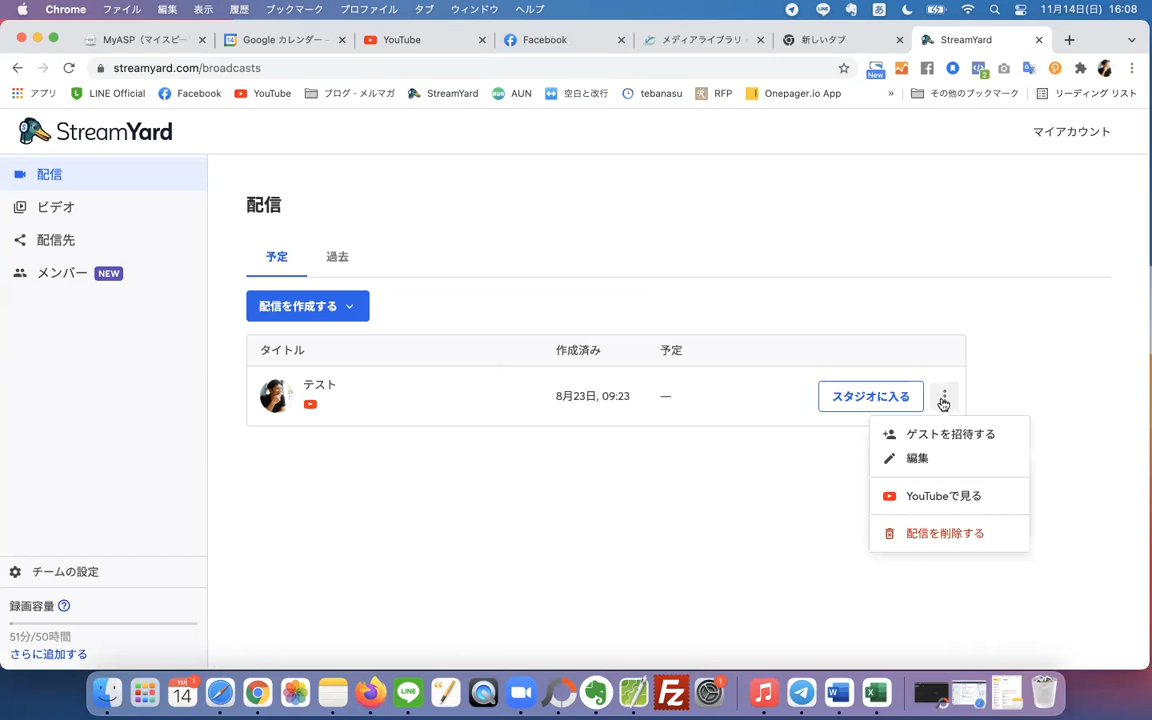 Chrome ファイル 編集 表示 履歴 ブックマーク プロファイル タブ ウィンドウ ヘルプ
LINE あ 11月14日(日) 16:08
MyASP（マイスピー Google カレンダー - YouTube Facebook メディアライブラリ 新しいタブ StreamYard
streamyard.com/broadcasts
New 2
アプリ LINE Official Facebook YouTube ブログ・メルマガ StreamYard AUN 空白と改行 tebanasu RFP Onepager.io App » その他のブックマーク リーディング リスト
StreamYard マイアカウント
配信
ビデオ
配信先
メンバー NEW
配信
予定 過去
配信を作成する
タイトル 作成済み 予定
テスト 8月23日, 09:23 — スタジオに入る
ゲストを招待する
編集
YouTubeで見る
配信を削除する
チームの設定
録画容量
51分/50時間
さらに追加する
14 1 LINE Fz 1 W X